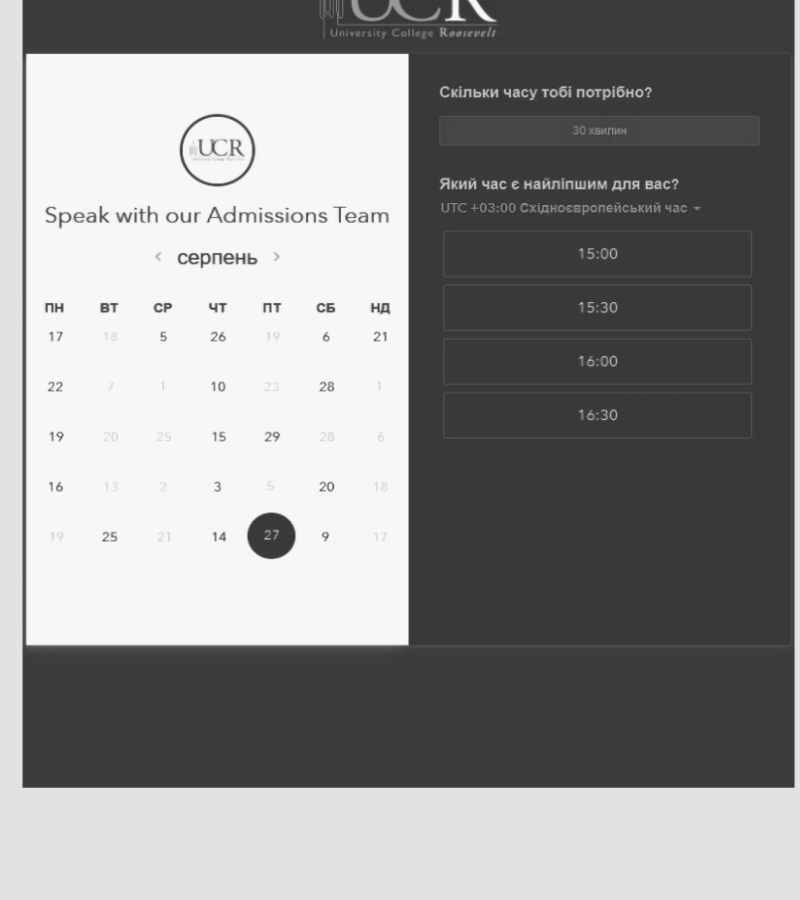 UCR
University College Roosevelt
UCR
Speak with our Admissions Team
< серпень >
ПН ВТ СР ЧТ ПТ СБ НД
17 18 5 26 19 6 21
22 7 1 10 23 28 1
19 20 25 15 29 28 6
16 13 2 3 5 20 18
19 25 21 14 27 9 17
Скільки часу тобі потрібно?
30 хвилин
Який час є найліпшим для вас?
UTC +03:00 Східноєвропейський час
15:00
15:30
16:00
16:30